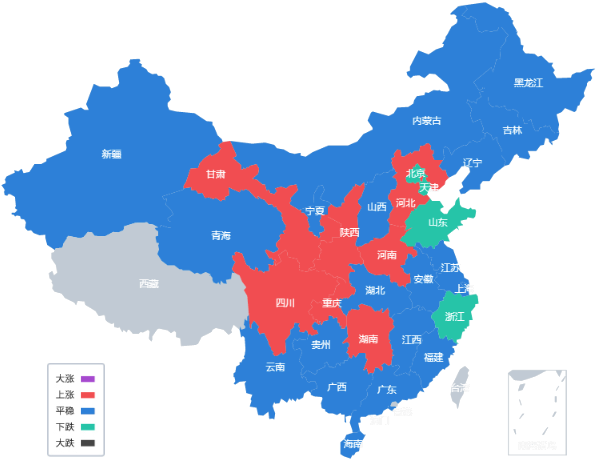 黑龙江
内蒙古
吉林
新疆
辽宁
北京
甘肃
天津
河北
山西
宁夏
山东
陕西
青海
河南
江苏
安徽
西藏
上海
湖北
四川
重庆
浙江
湖南
江西
贵州
福建
云南
广西
广东
海南
大涨
上涨
平稳
下跌
大跌